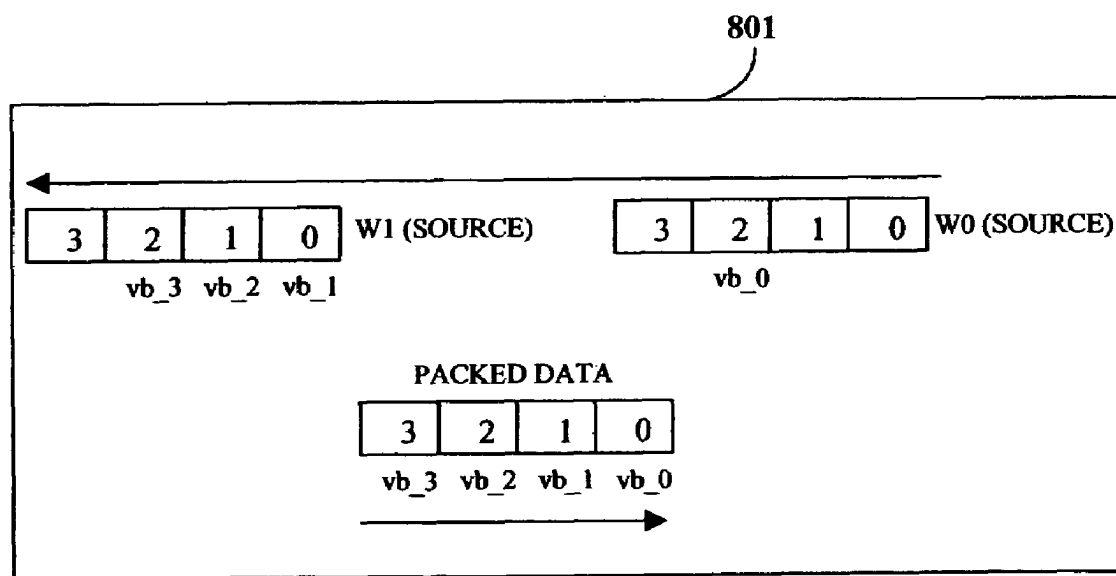 801
3 2 1 0 W1 (SOURCE) 3 2 1 0 W0 (SOURCE)
vb_3 vb_2 vb_1 vb_0
PACKED DATA
3 2 1 0
vb_3 vb_2 vb_1 vb_0